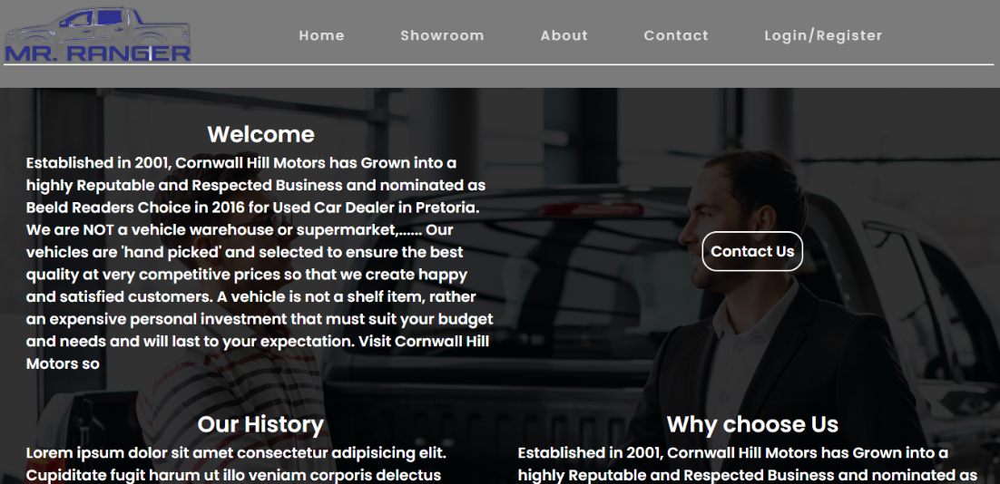 MR. RANGER
Home Showroom About Contact Login/Register
Welcome
Established in 2001, Cornwall Hill Motors has Grown into a
highly Reputable and Respected Business and nominated as
Beeld Readers Choice in 2016 for Used Car Dealer in Pretoria.
We are NOT a vehicle warehouse or supermarket,...... Our
vehicles are 'hand picked' and selected to ensure the best
quality at very competitive prices so that we create happy
and satisfied customers. A vehicle is not a shelf item, rather
an expensive personal investment that must suit your budget
and needs and will last to your expectation. Visit Cornwall Hill
Motors so
Contact Us
Our History
Lorem ipsum dolor sit amet consectetur adipisicing elit.
Cupiditate fugit harum ut illo veniam corporis delectus
Why choose Us
Established in 2001, Cornwall Hill Motors has Grown into a
highly Reputable and Respected Business and nominated as